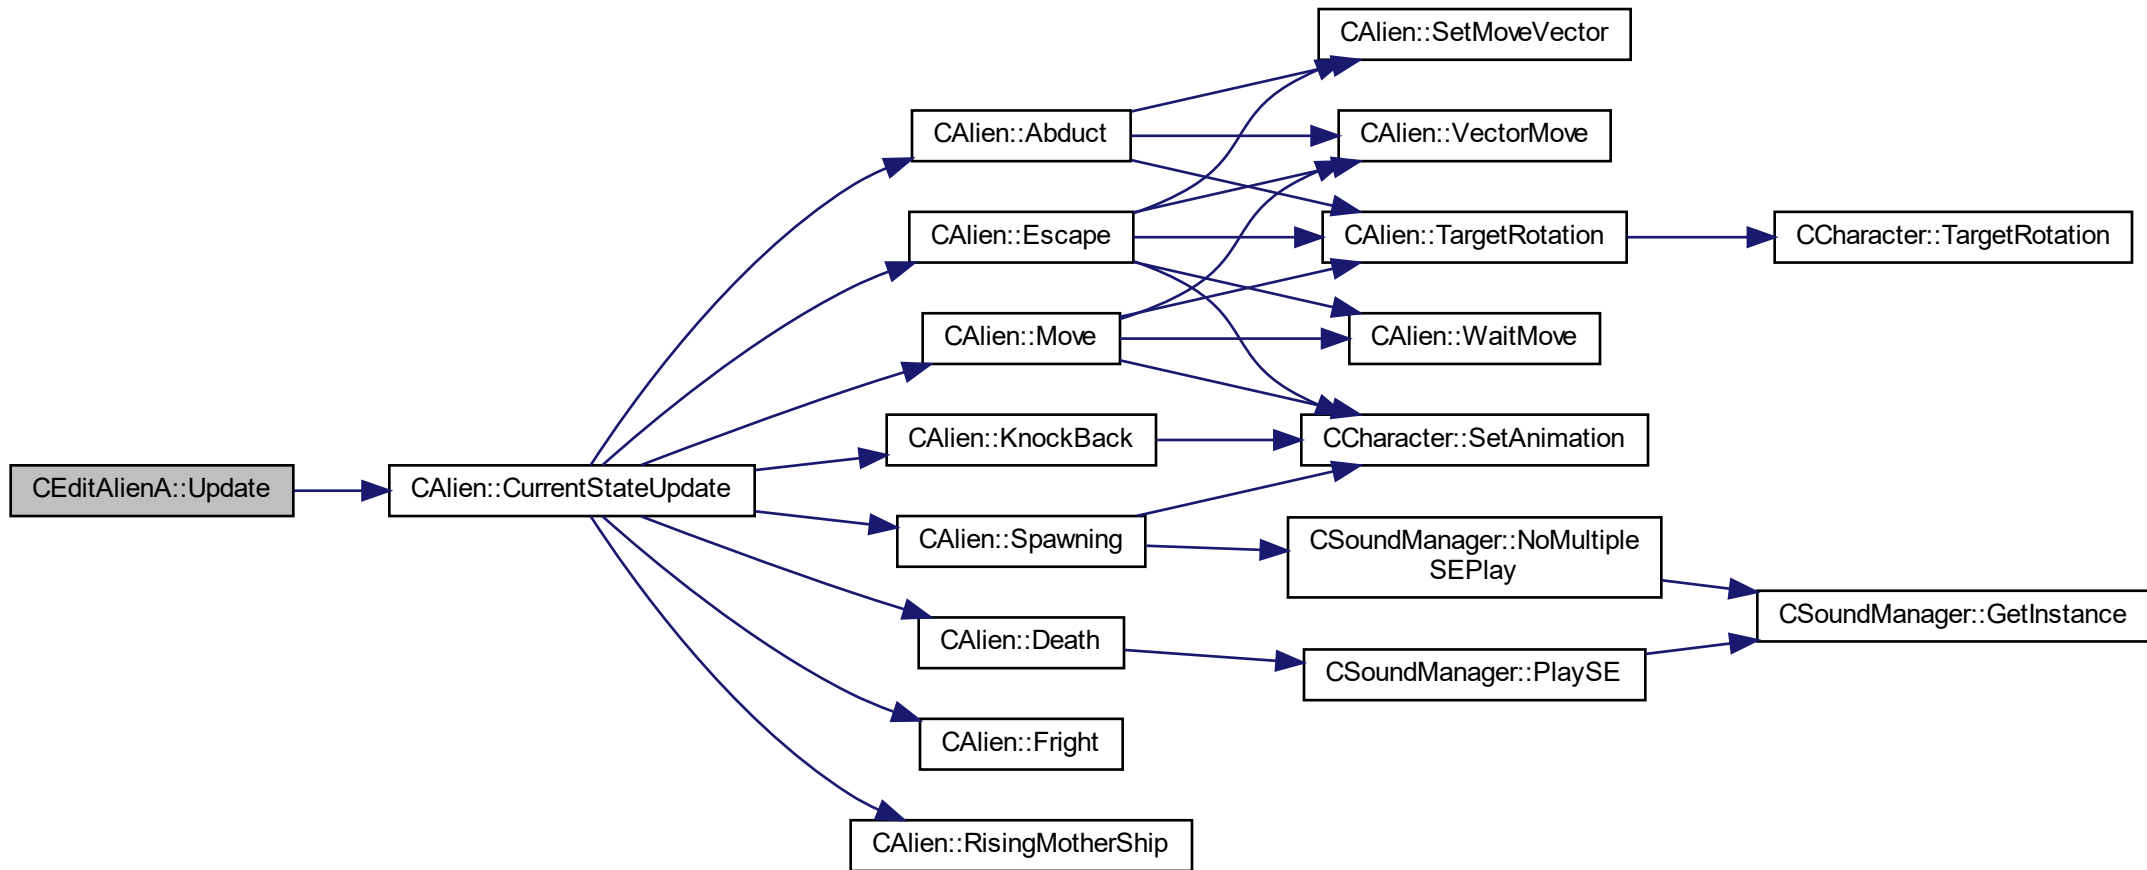 CEditAlienA::Update
CAlien::CurrentStateUpdate
CAlien::Abduct
CAlien::Escape
CAlien::Move
CAlien::KnockBack
CAlien::Spawning
CAlien::Death
CAlien::Fright
CAlien::RisingMotherShip
CAlien::SetMoveVector
CAlien::VectorMove
CAlien::TargetRotation
CAlien::WaitMove
CCharacter::SetAnimation
CSoundManager::NoMultiple
SEPlay
CSoundManager::PlaySE
CCharacter::TargetRotation
CSoundManager::GetInstance